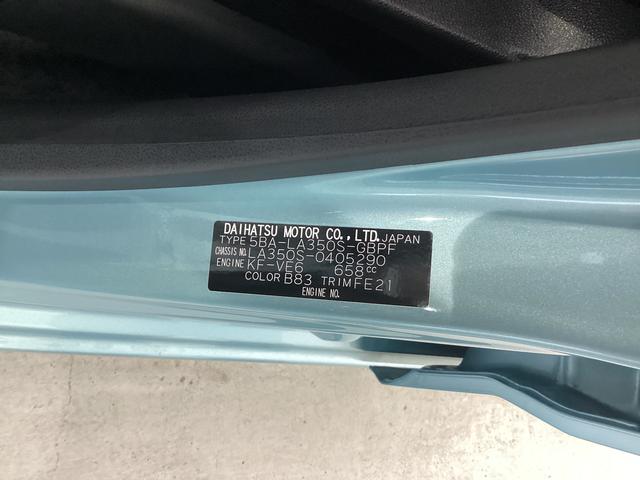 DAIHATSU MOTOR CO., LTD. JAPAN
TYPE 5BA-LA350S-GBPF
CHASSIS NO. LA350S-0405290
ENGINE KF-VE6 658cc
COLOR B83 TRIM FE21
ENGINE NO.